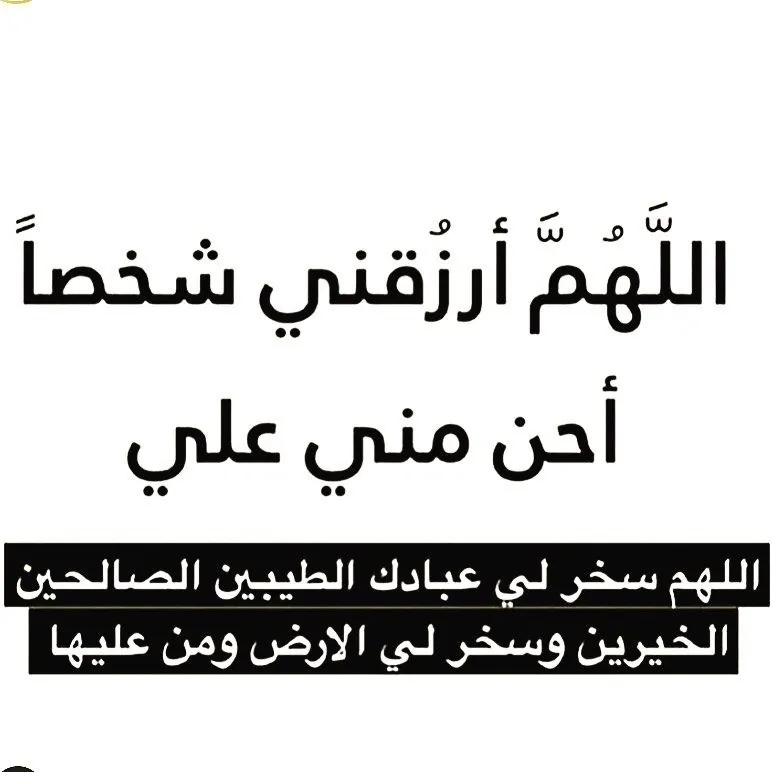 اللَّهُمَّ أرزُقني شخصاً
أحن مني علي
اللهم سخر لي عبادك الطيبين الصالحين
الخيرين وسخر لي الارض ومن عليها